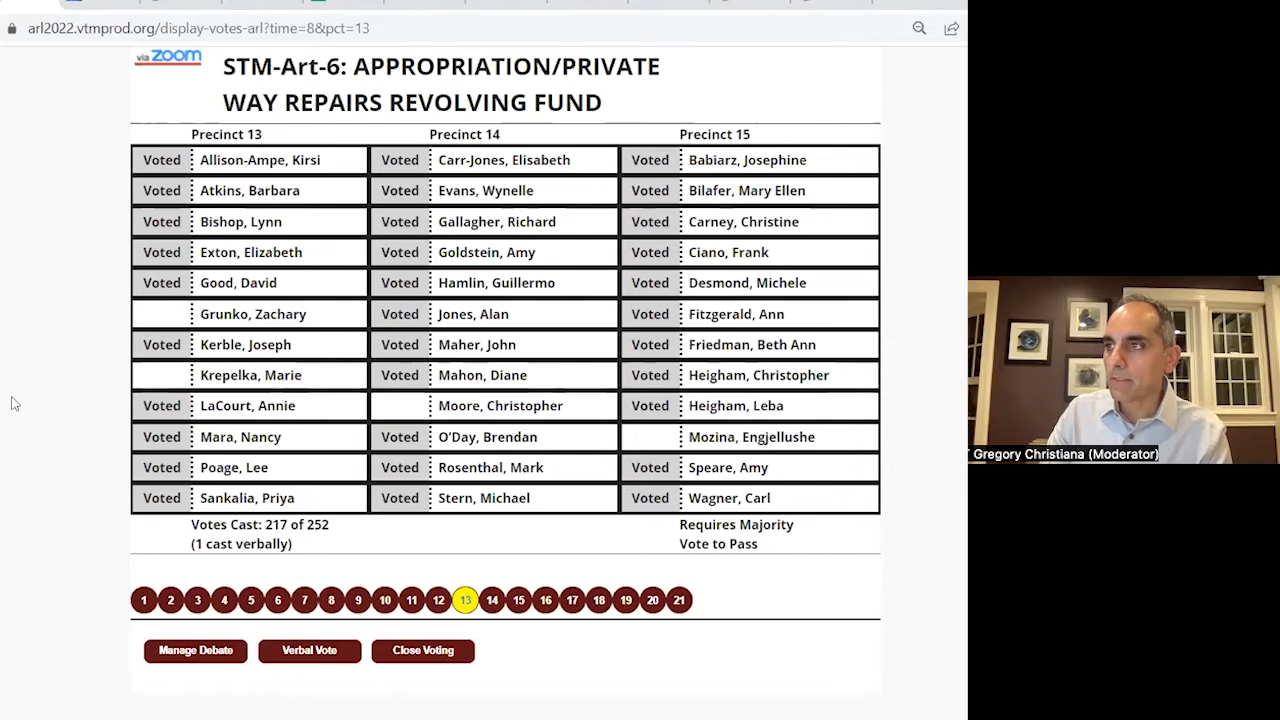 arl2022.vtmprod.org/display-votes-arl?time=8&pct=13
via zoom
STM-Art-6: APPROPRIATION/PRIVATE
WAY REPAIRS REVOLVING FUND
Precinct 13 Precinct 14 Precinct 15
Voted Allison-Ampe, Kirsi Voted Carr-Jones, Elisabeth Voted Babiarz, Josephine
Voted Atkins, Barbara Voted Evans, Wynelle Voted Bilafer, Mary Ellen
Voted Bishop, Lynn Voted Gallagher, Richard Voted Carney, Christine
Voted Exton, Elizabeth Voted Goldstein, Amy Voted Ciano, Frank
Voted Good, David Voted Hamlin, Guillermo Voted Desmond, Michele
Grunko, Zachary Voted Jones, Alan Voted Fitzgerald, Ann
Voted Kerble, Joseph Voted Maher, John Voted Friedman, Beth Ann
Krepelka, Marie Voted Mahon, Diane Voted Heigham, Christopher
Voted LaCourt, Annie Moore, Christopher Voted Heigham, Leba
Voted Mara, Nancy Voted O'Day, Brendan Mozina, Engjellushe
Voted Poage, Lee Voted Rosenthal, Mark Voted Speare, Amy
Voted Sankalia, Priya Voted Stern, Michael Voted Wagner, Carl
Votes Cast: 217 of 252 Requires Majority
(1 cast verbally) Vote to Pass
1 2 3 4 5 6 7 8 9 10 11 12 13 14 15 16 17 18 19 20 21
Manage Debate Verbal Vote Close Voting
Gregory Christiana (Moderator)